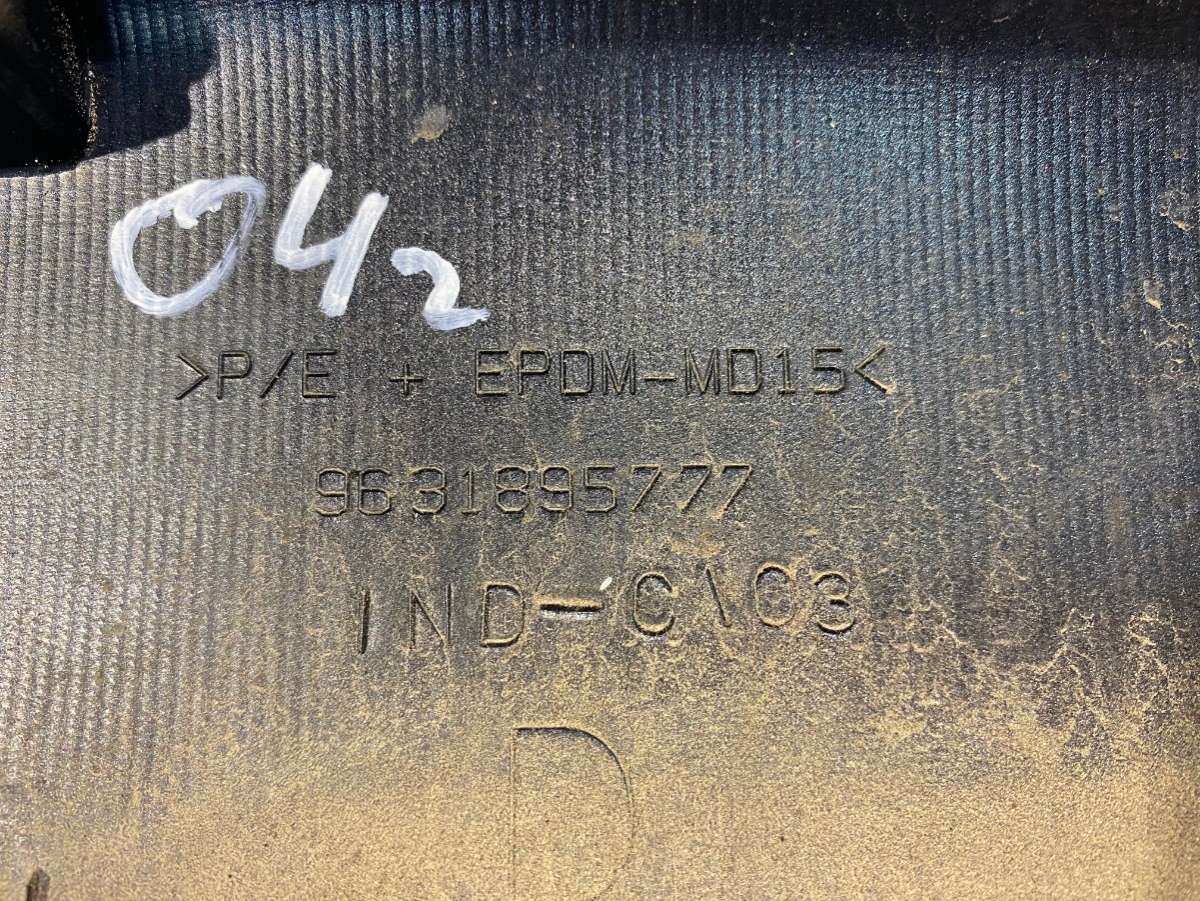 042
>P/E + EPDM-MD15<
9631895777
IND-C\03
D